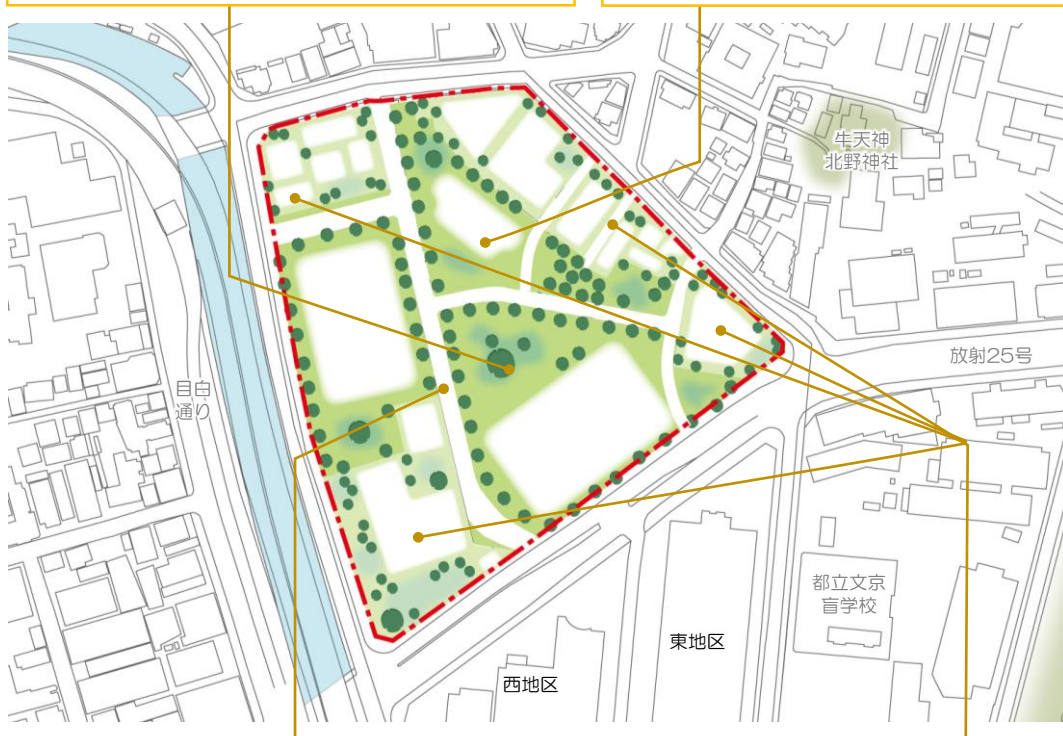 牛天神
北野神社
放射25号
目白
通り
都立文京
盲学校
東地区
西地区